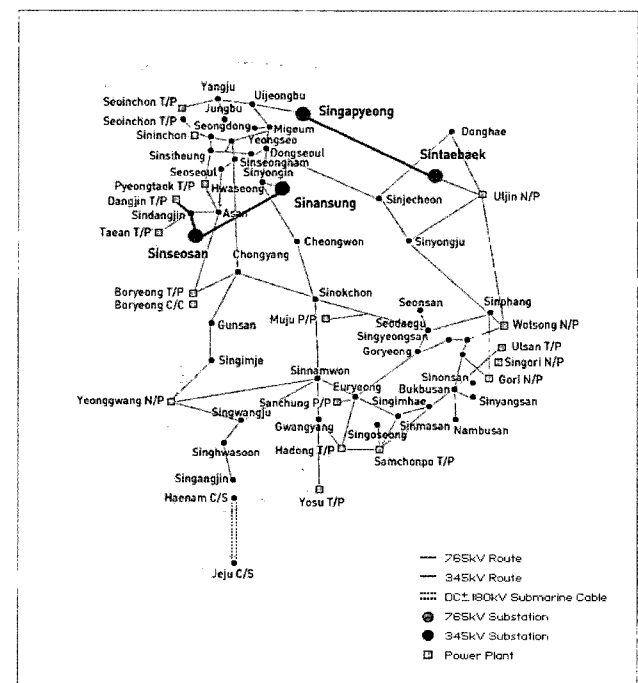 Yangju
Uijeongbu
Seoinchon T/P
Jungbu
Singapyeong
Seoinchon T/P
Seongdong
Migeum
Donghae
Sininchon
Yeongseo
Sinsiheung
Dongseoul
Sinseongnam
Sintaebaek
Seoseoul
Sinyongin
Pyeongtaek T/P
Hwaseong
Sinansung
Sinjecheon
Uljin N/P
Dangjin T/P
Sindangjin
Asan
Taean T/P
Sinseosan
Cheongwon
Sinyongju
Chongyang
Boryeong T/P
Boryeong C/C
Sinokchon
Seonsan
Sinphang
Muju P/P
Seodaegu
Wotsong N/P
Gunsan
Singyeongsan
Ulsan T/P
Goryeong
Singimje
Sinonsan
Singori N/P
Sinnamwon
Euryeong
Bukbusan
Gori N/P
Yeonggwang N/P
Sanchung P/P
Singimhae
Sinyangsan
Singwangju
Gwangyang
Singoseong
Sinmasan
Nambusan
Singhwasoon
Hadong T/P
Samchonpo T/P
Singangjin
Haenam C/S
Yosu T/P
Jeju C/S
765kV Route
345kV Route
DC±180kV Submarine Cable
765kV Substation
345kV Substation
Power Plant